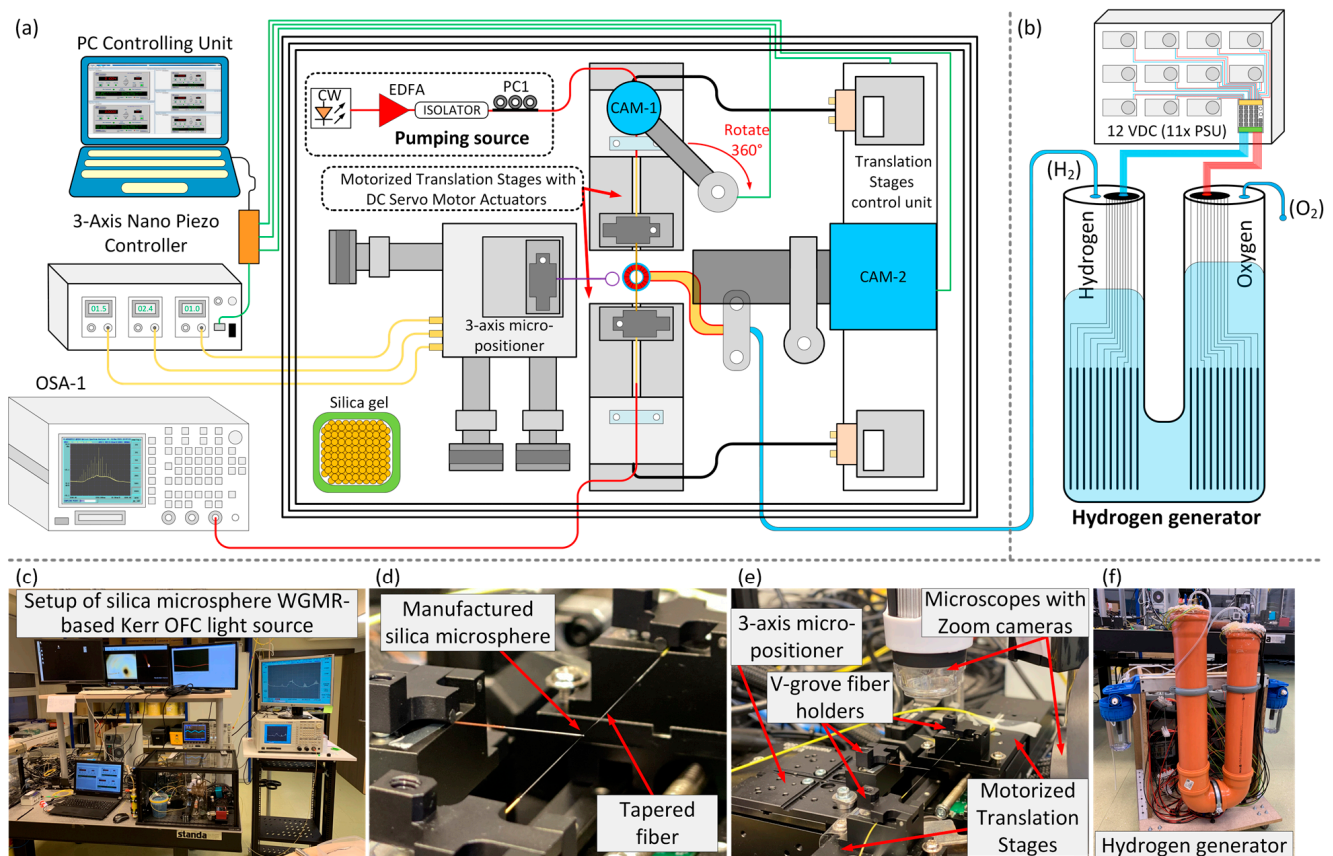 (a)
PC Controlling Unit
CW
EDFA
ISOLATOR
PC1
Pumping source
CAM-1
Rotate
360°
Motorized Translation Stages with
DC Servo Motor Actuators
Translation
Stages
control unit
3-Axis Nano Piezo
Controller
01.5
02.4
01.0
CAM-2
3-axis micro-
positioner
OSA-1
Silica gel
(b)
12 VDC (11x PSU)
(H2)
(O2)
Hydrogen
Oxygen
Hydrogen generator
(c)
Setup of silica microsphere WGMR-
based Kerr OFC light source
standa
(d)
Manufactured
silica microsphere
Tapered
fiber
(e)
3-axis micro-
positioner
Microscopes with
Zoom cameras
V-grove fiber
holders
Motorized
Translation
Stages
(f)
Hydrogen generator